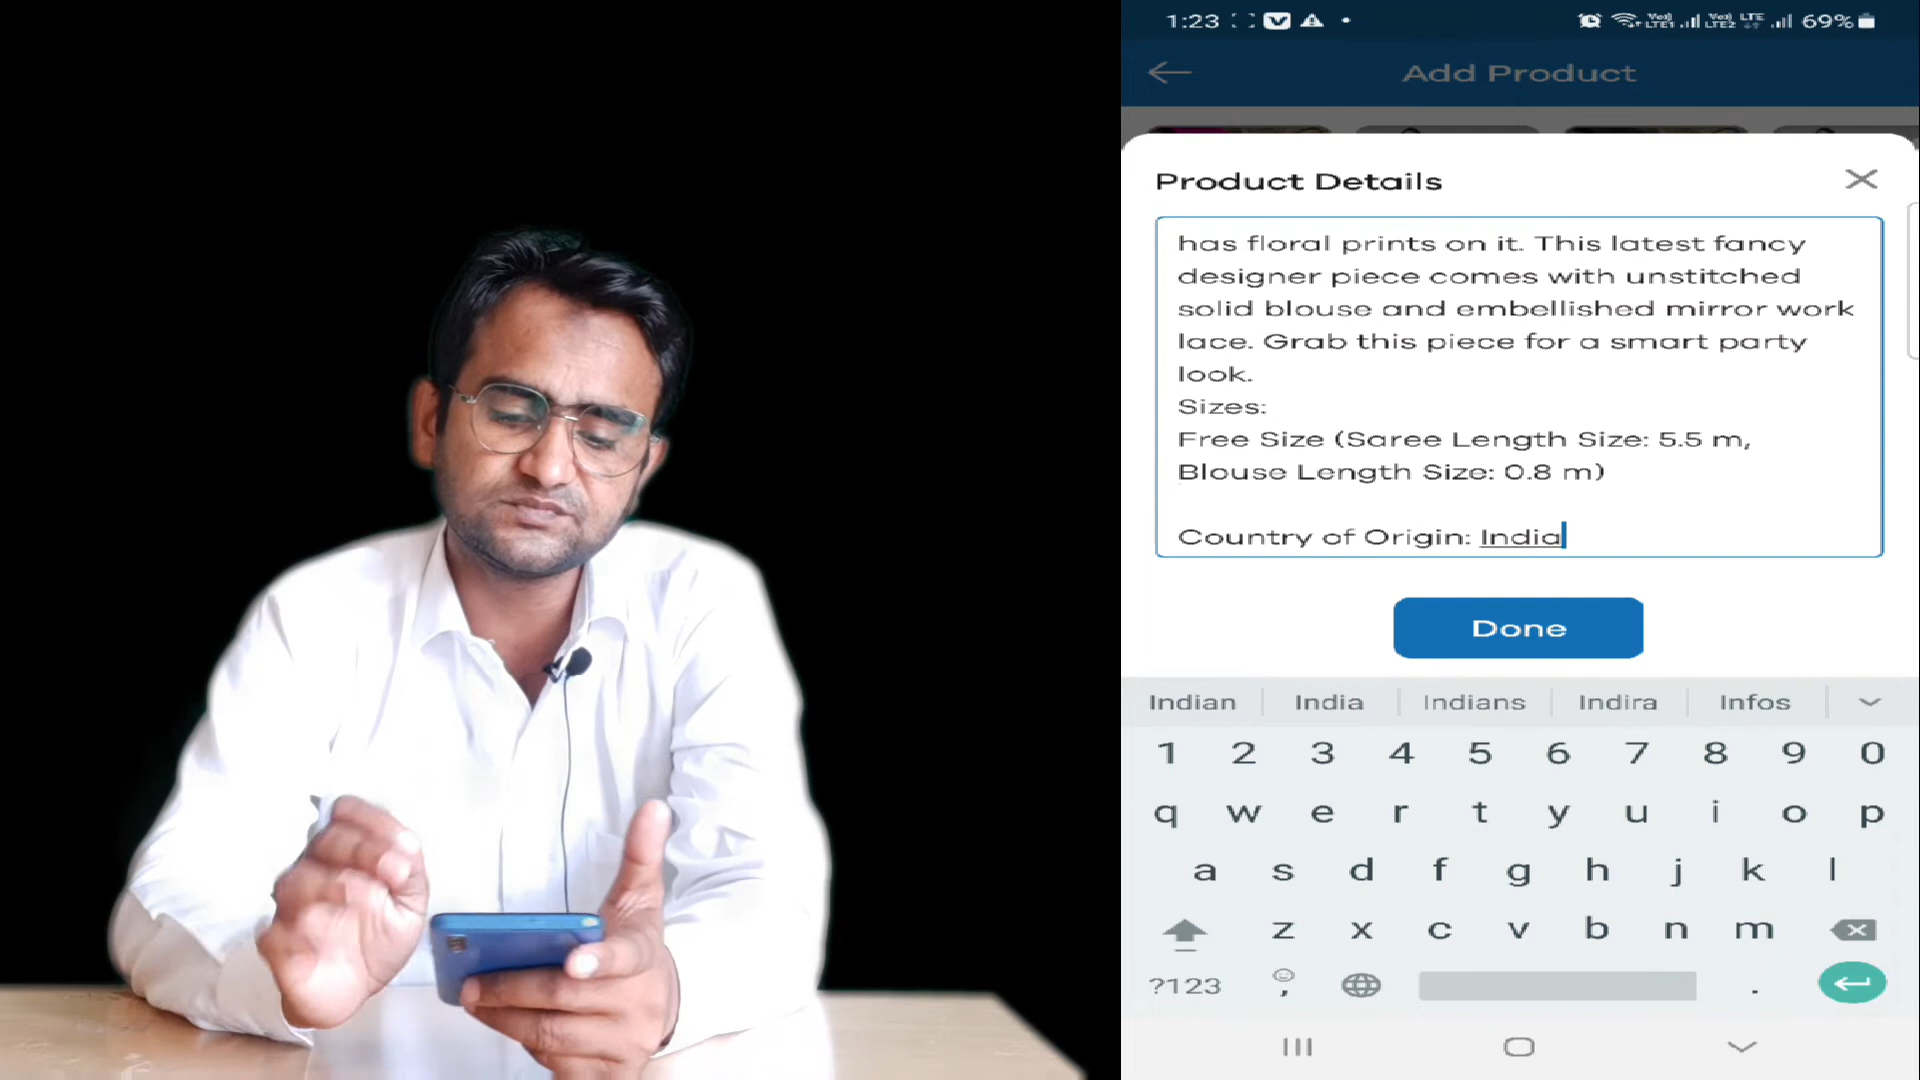 1:23
69%
Add Product
Product Details
has floral prints on it. This latest fancy
designer piece comes with unstitched
solid blouse and embellished mirror work
lace. Grab this piece for a smart party
look.
Sizes:
Free Size (Saree Length Size: 5.5 m,
Blouse Length Size: 0.8 m)
Country of Origin: India
Done
Indian India Indians Indira Infos
1 2 3 4 5 6 7 8 9 0
q w e r t y u i o p
a s d f g h j k l
z x c v b n m
?123 , .